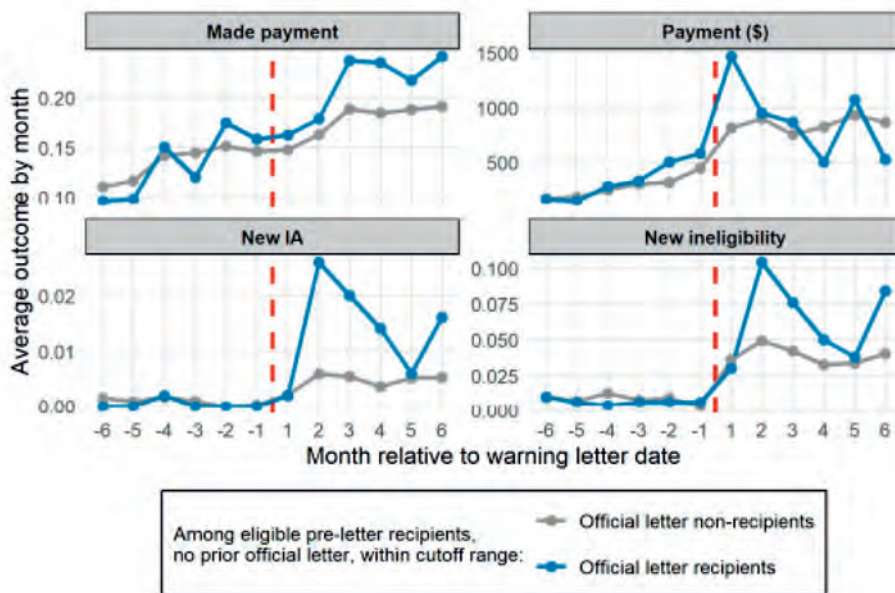 Made payment
Payment ($)
Average outcome by month
0.20
0.15
0.10
1500
1000
500
New IA
New ineligibility
0.02
0.01
0.00
0.100
0.075
0.050
0.025
0.000
-6 -5 -4 -3 -2 -1 1 2 3 4 5 6
-6 -5 -4 -3 -2 -1 1 2 3 4 5 6
Month relative to warning letter date
Among eligible pre-letter recipients,
no prior official letter, within cutoff range:
Official letter non-recipients
Official letter recipients